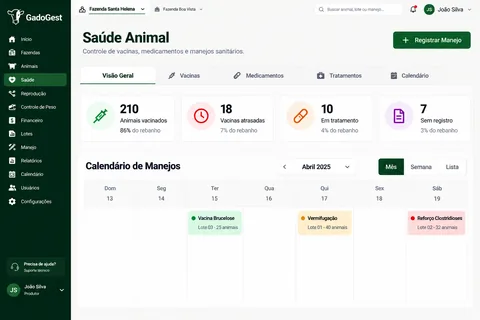 GadoGest
Início
Fazendas
Animais
Saúde
Reprodução
Controle de Peso
Financeiro
Lotes
Manejo
Relatórios
Calendário
Usuários
Configurações
Precisa de ajuda?
Suporte técnico
JS
João Silva
Produtor
Fazenda Santa Helena
Fazenda Boa Vista
Buscar animal, lote ou manejo...
JS
João Silva
Saúde Animal
Controle de vacinas, medicamentos e manejos sanitários.
+ Registrar Manejo
Visão Geral
Vacinas
Medicamentos
Tratamentos
Calendário
210
Animais vacinados
86% do rebanho
18
Vacinas atrasadas
7% do rebanho
10
Em tratamento
4% do rebanho
7
Sem registro
3% do rebanho
Calendário de Manejos
Abril 2025
Mês
Semana
Lista
Dom
13
Seg
14
Ter
15
Qua
16
Qui
17
Sex
18
Sáb
19
Vacina Brucelose
Lote 03 - 25 animais
Vermifugação
Lote 01 - 40 animais
Reforço Clostridioses
Lote 02 - 32 animais